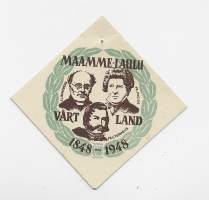 MAAMME-LAULU
VÅRT LAND
1848 – 1948